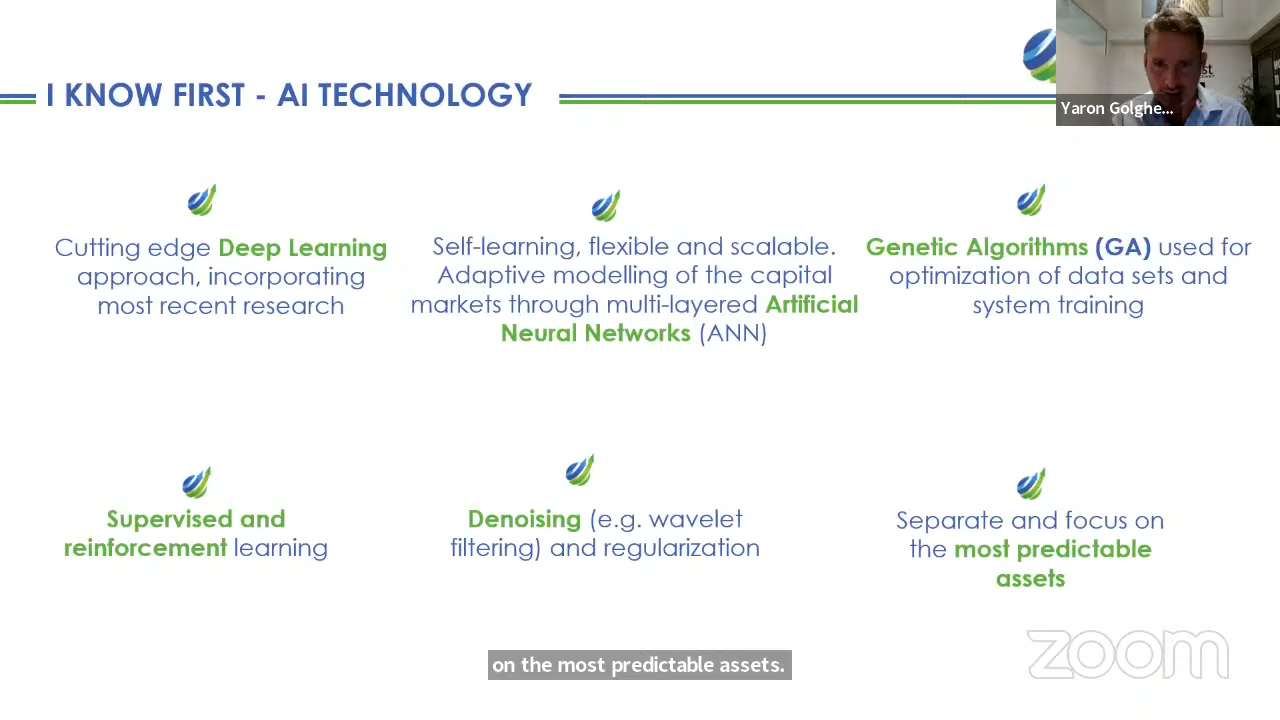 I KNOW FIRST - AI TECHNOLOGY
Yaron Golghe...
Cutting edge Deep Learning
approach, incorporating
most recent research
Self-learning, flexible and scalable.
Adaptive modelling of the capital
markets through multi-layered Artificial
Neural Networks (ANN)
Genetic Algorithms (GA) used for
optimization of data sets and
system training
Supervised and
reinforcement learning
Denoising (e.g. wavelet
filtering) and regularization
Separate and focus on
the most predictable
assets
zoom
on the most predictable assets.